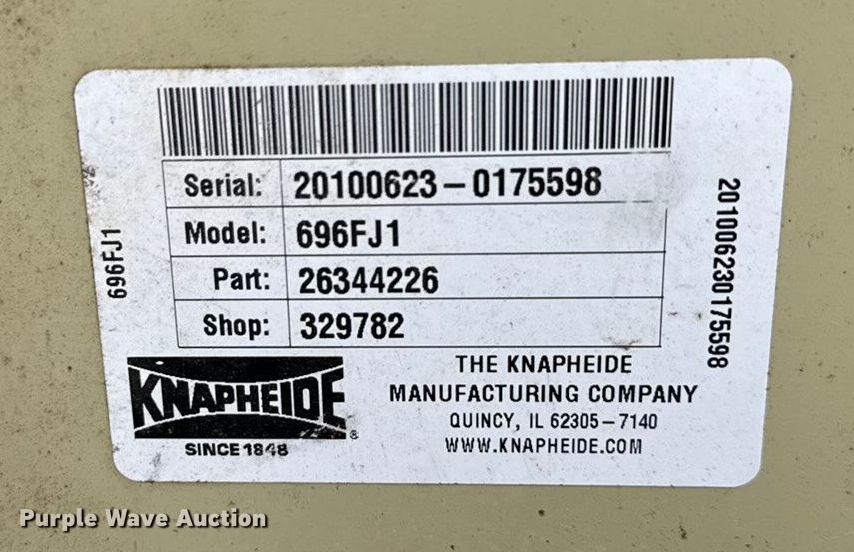 Serial: 20100623-0175598
Model: 696FJ1
Part: 26344226
Shop: 329782
696FJ1
201006230175598
KNAPHEIDE®
SINCE 1848
THE KNAPHEIDE
MANUFACTURING COMPANY
QUINCY, IL 62305-7140
WWW.KNAPHEIDE.COM
Purple Wave Auction